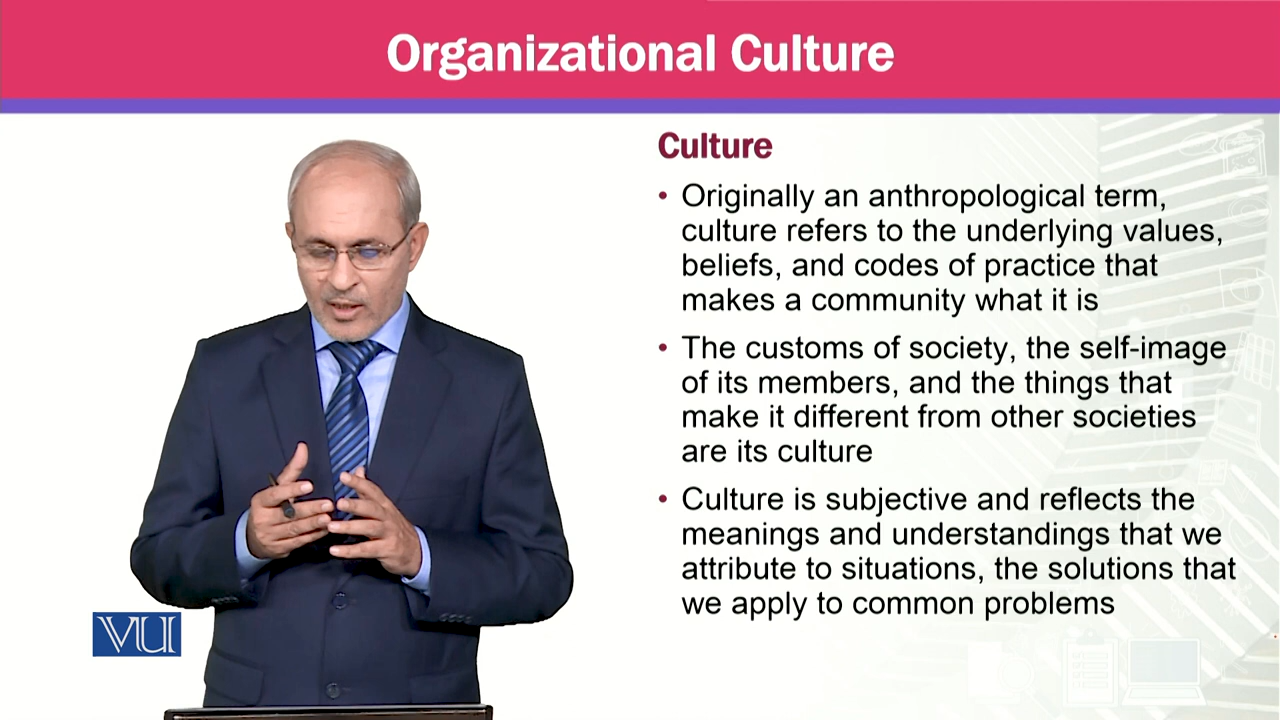 Organizational Culture
Culture
• Originally an anthropological term,
culture refers to the underlying values,
beliefs, and codes of practice that
makes a community what it is
• The customs of society, the self-image
of its members, and the things that
make it different from other societies
are its culture
• Culture is subjective and reflects the
meanings and understandings that we
attribute to situations, the solutions that
we apply to common problems
VU